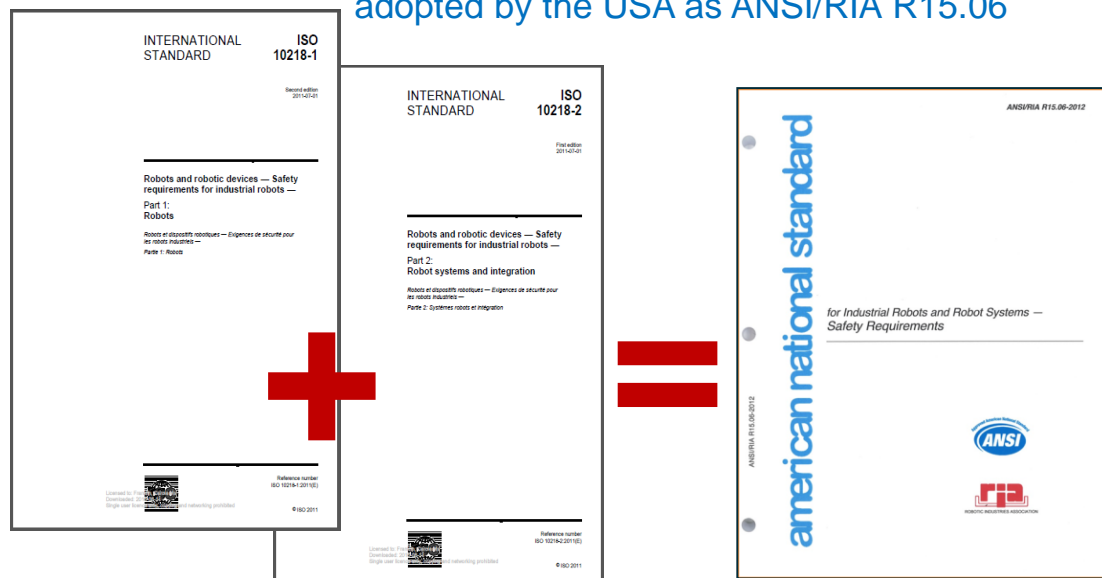 adopted by the USA as ANSI/RIA R15.06
INTERNATIONAL STANDARD
ISO 10218-1
Second edition
2011-07-01
Robots and robotic devices — Safety
requirements for industrial robots —
Part 1:
Robots
Robots et dispositifs robotiques — Exigences de sécurité pour
les robots industriels —
Partie 1: Robots
Reference number
ISO 10218-1:2011(E)
© ISO 2011
INTERNATIONAL STANDARD
ISO 10218-2
First edition
2011-07-01
Robots and robotic devices — Safety
requirements for industrial robots —
Part 2:
Robot systems and integration
Robots et dispositifs robotiques — Exigences de sécurité pour
les robots industriels —
Partie 2: Systèmes robots et intégration
Reference number
ISO 10218-2:2011(E)
© ISO 2011
ANSI/RIA R15.06-2012
american national standard
for Industrial Robots and Robot Systems —
Safety Requirements
ANSI/RIA R15.06-2012
ANSI
ria
ROBOTIC INDUSTRIES ASSOCIATION